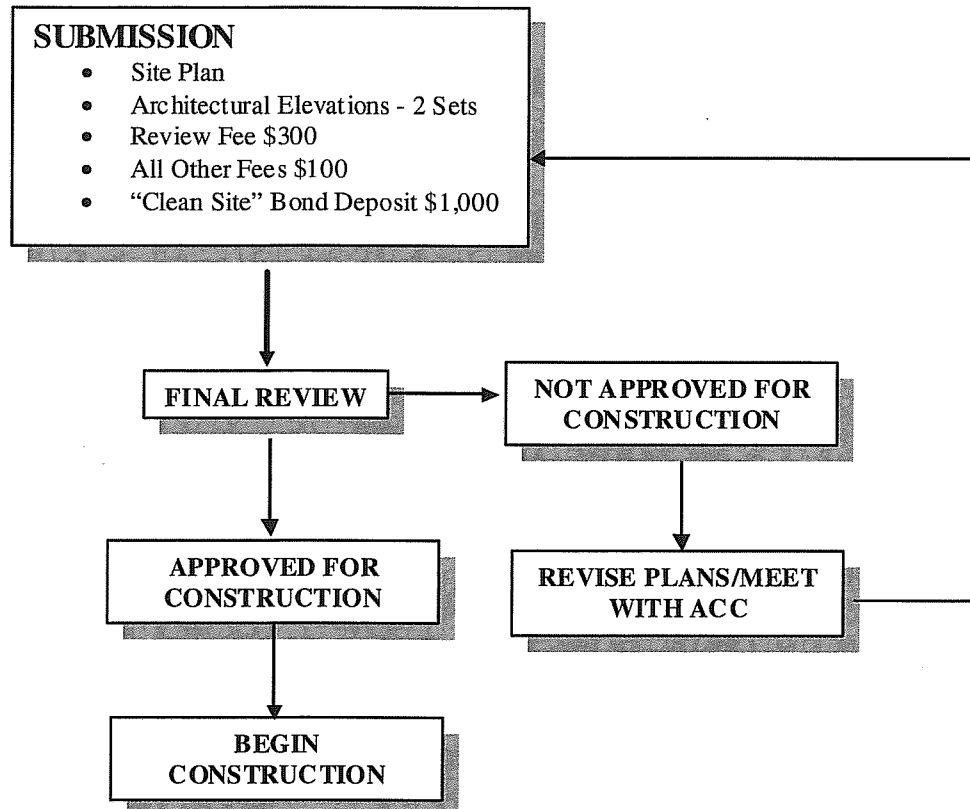 SUBMISSION
• Site Plan
• Architectural Elevations - 2 Sets
• Review Fee $300
• All Other Fees $100
• “Clean Site” Bond Deposit $1,000
FINAL REVIEW
NOT APPROVED FOR
CONSTRUCTION
APPROVED FOR
CONSTRUCTION
REVISE PLANS/MEET
WITH ACC
BEGIN
CONSTRUCTION